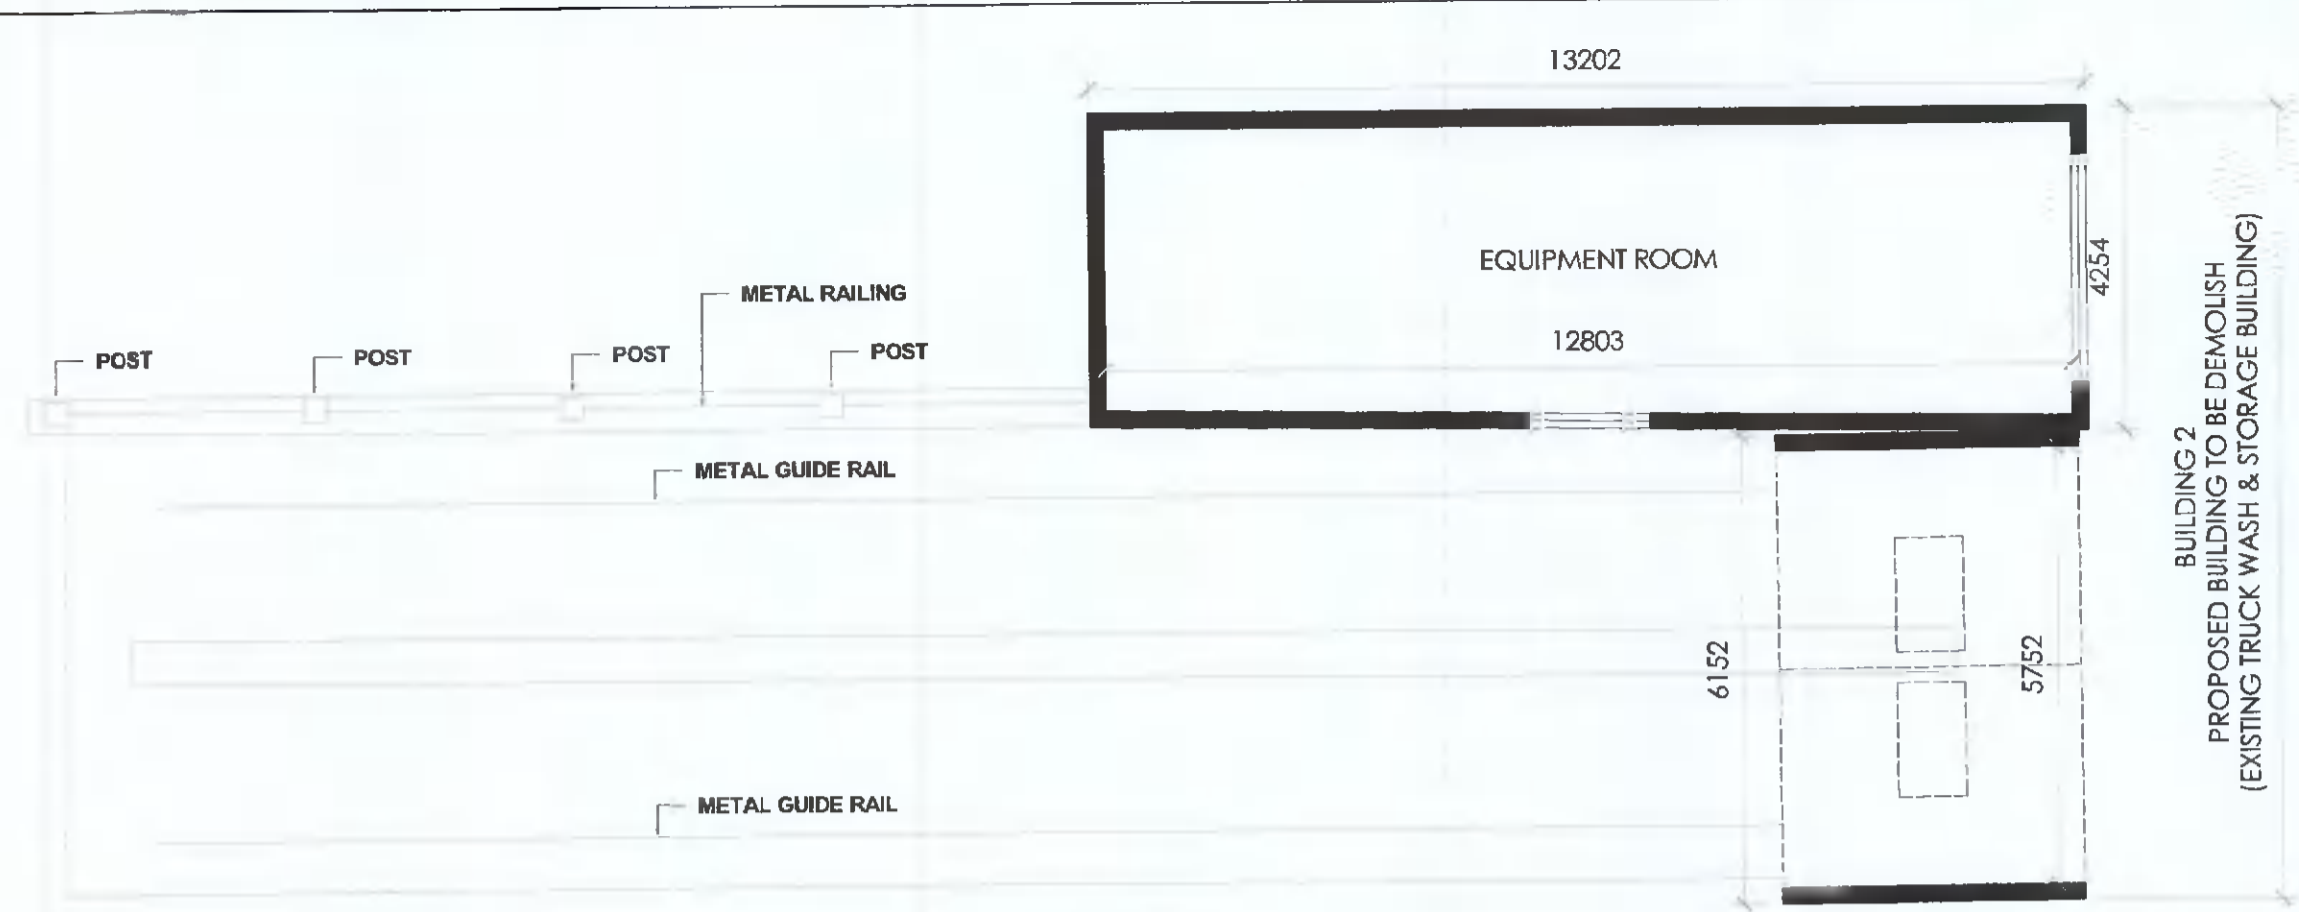 13202
EQUIPMENT ROOM
4254
METAL RAILING
12803
POST
POST
POST
POST
METAL GUIDE RAIL
6152
5752
METAL GUIDE RAIL
BUILDING 2
PROPOSED BUILDING TO BE DEMOLISH
(EXISTING TRUCK WASH & STORAGE BUILDING)